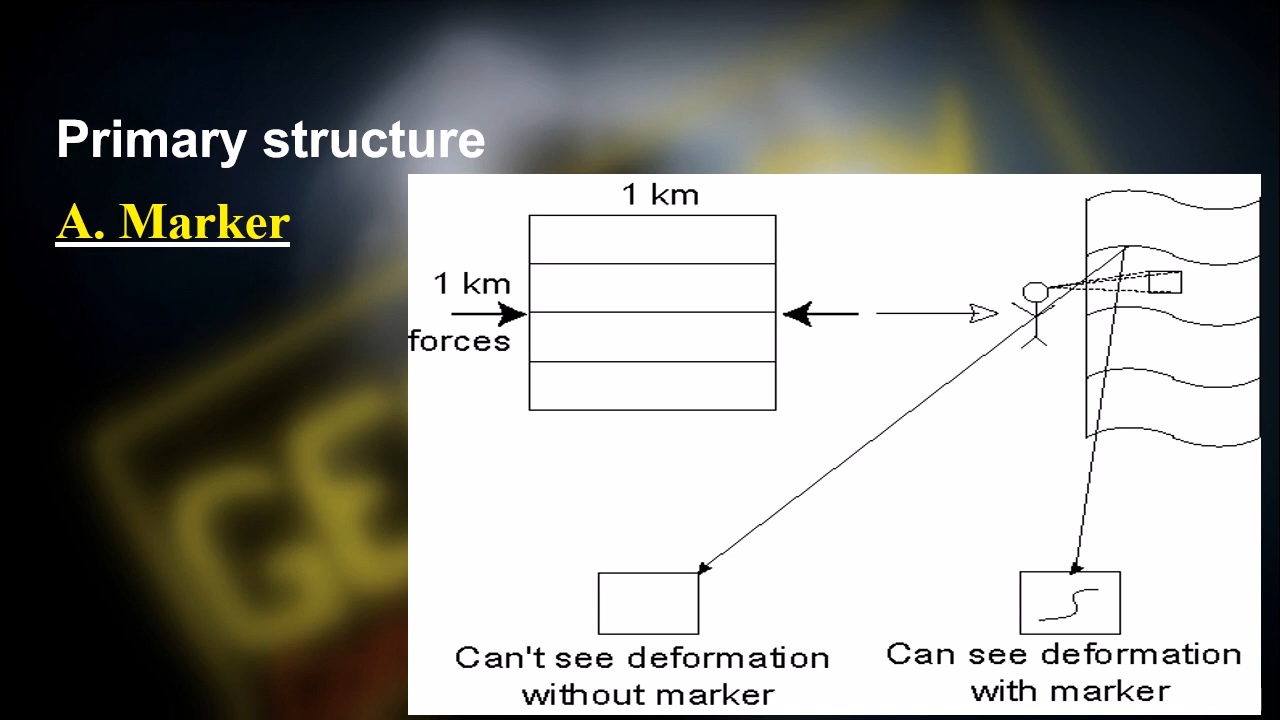 Primary structure
A. Marker
1 km
1 km
forces
Can't see deformation
without marker
Can see deformation
with marker